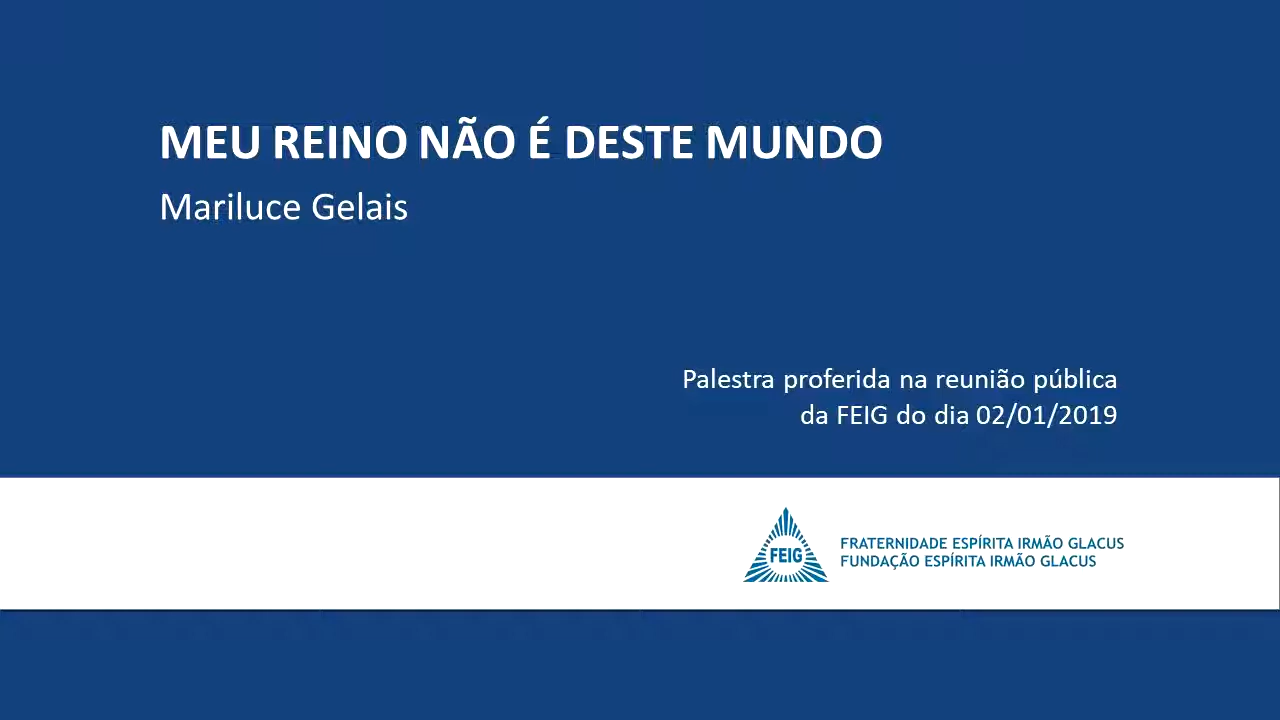 MEU REINO NÃO É DESTE MUNDO
Mariluce Gelais
Palestra proferida na reunião pública
da FEIG do dia 02/01/2019
FEIG
FRATERNIDADE ESPÍRITA IRMÃO GLACUS
FUNDAÇÃO ESPÍRITA IRMÃO GLACUS